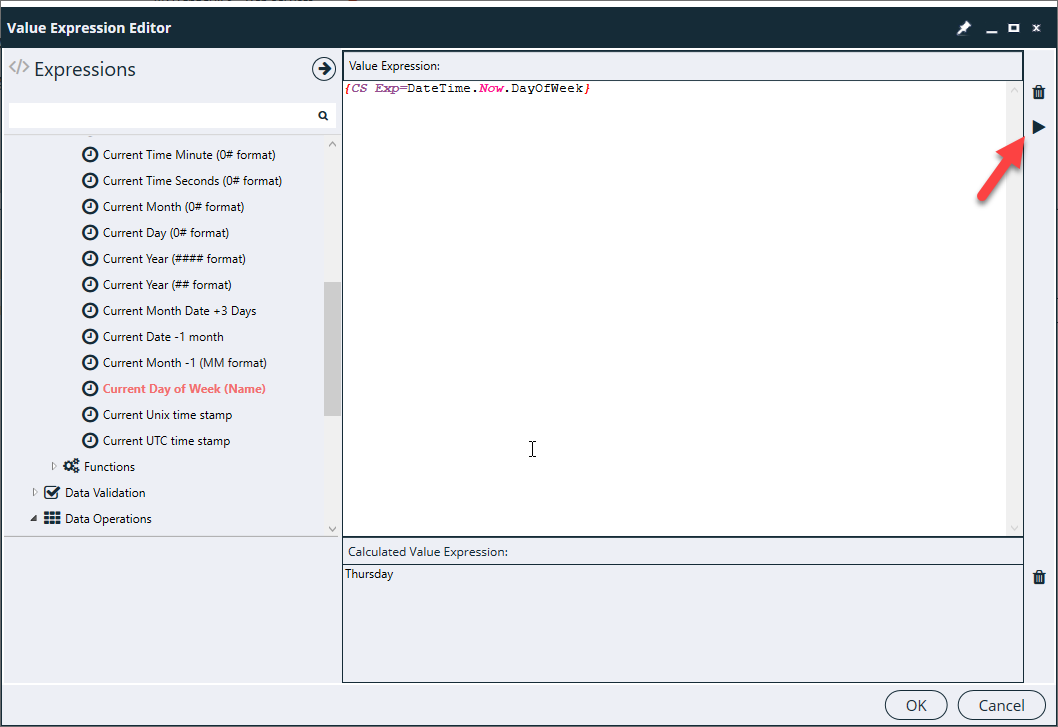 Value Expression Editor
</> Expressions
Current Time Minute (0# format)
Current Time Seconds (0# format)
Current Month (0# format)
Current Day (0# format)
Current Year (#### format)
Current Year (## format)
Current Month Date +3 Days
Current Date -1 month
Current Month -1 (MM format)
Current Day of Week (Name)
Current Unix time stamp
Current UTC time stamp
Functions
Data Validation
Data Operations
Value Expression:
{CS Exp=DateTime.Now.DayOfWeek}
Calculated Value Expression:
Thursday
OK
Cancel